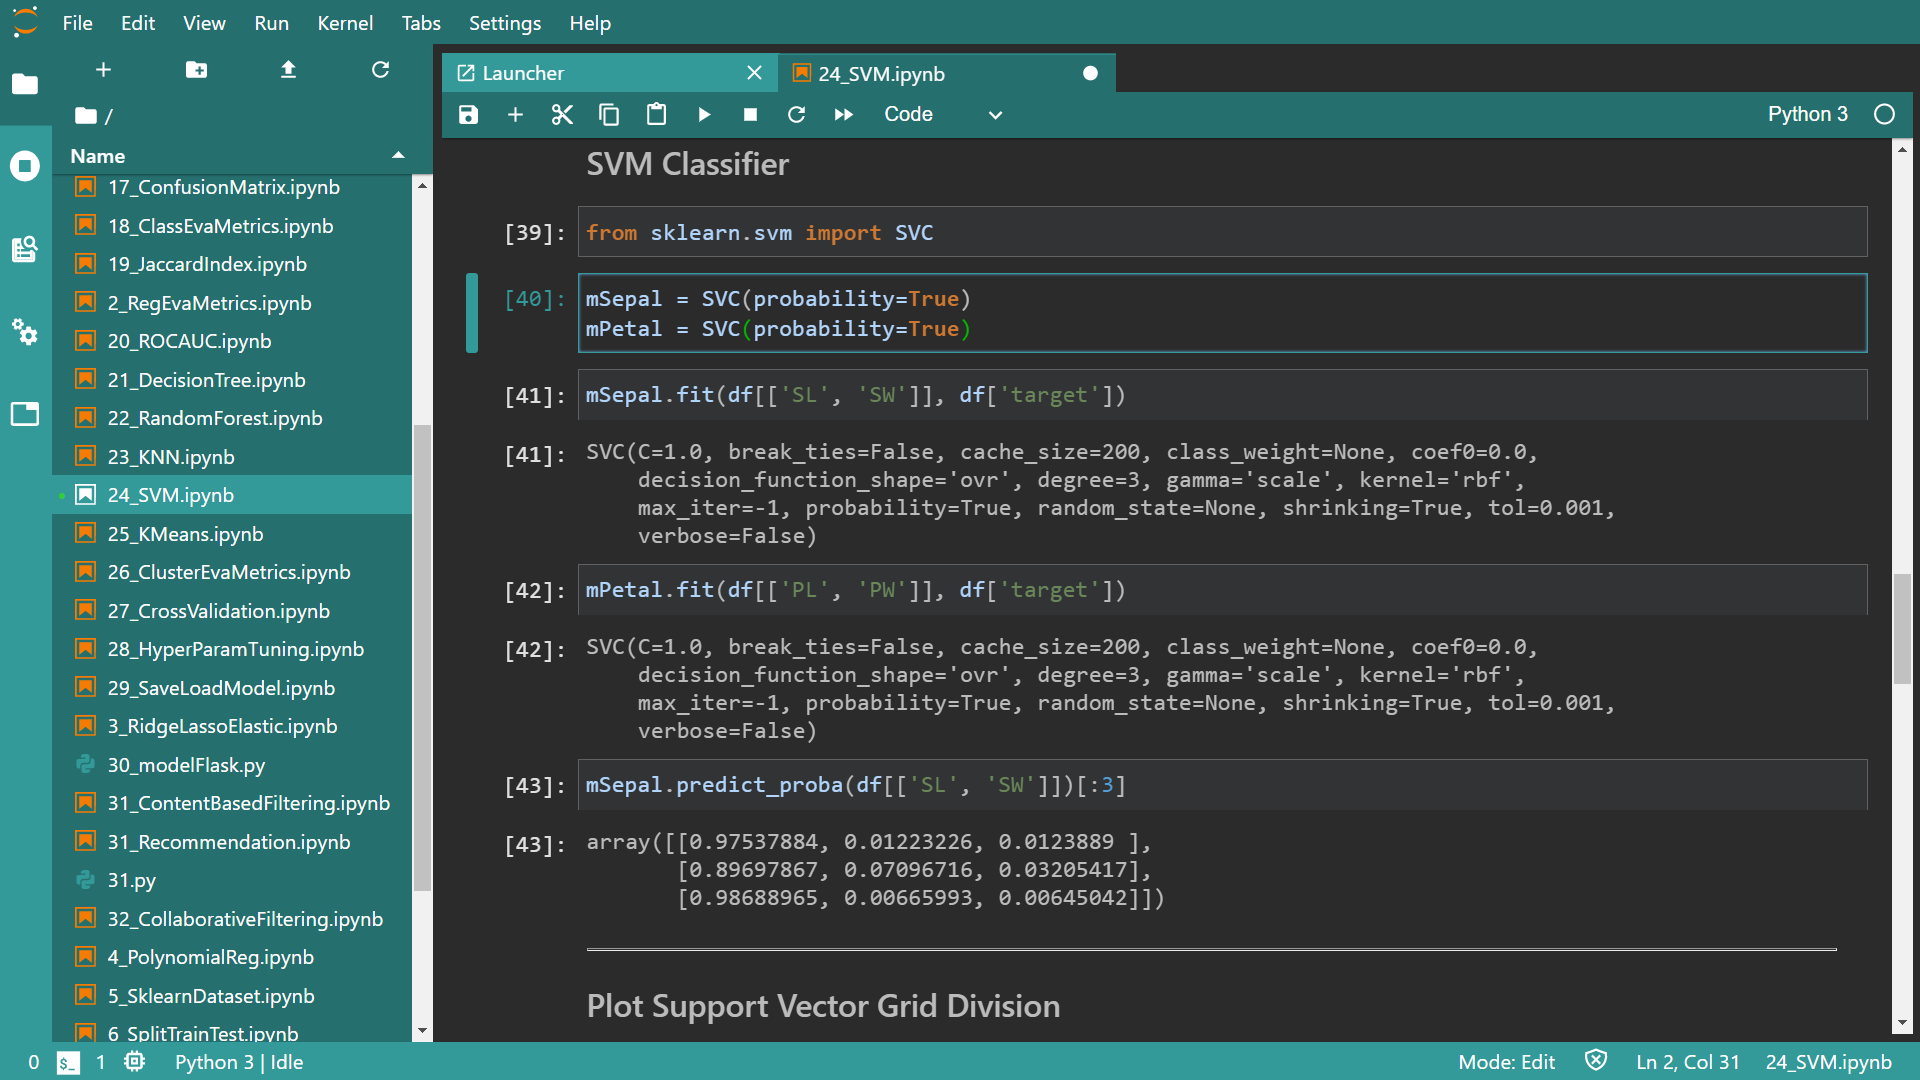 File Edit View Run Kernel Tabs Settings Help
/
Name
17_ConfusionMatrix.ipynb
18_ClassEvaMetrics.ipynb
19_JaccardIndex.ipynb
2_RegEvaMetrics.ipynb
20_ROCAUC.ipynb
21_DecisionTree.ipynb
22_RandomForest.ipynb
23_KNN.ipynb
24_SVM.ipynb
25_KMeans.ipynb
26_ClusterEvaMetrics.ipynb
27_CrossValidation.ipynb
28_HyperParamTuning.ipynb
29_SaveLoadModel.ipynb
3_RidgeLassoElastic.ipynb
30_modelFlask.py
31_ContentBasedFiltering.ipynb
31_Recommendation.ipynb
31.py
32_CollaborativeFiltering.ipynb
4_PolynomialReg.ipynb
5_SklearnDataset.ipynb
6_SplitTrainTest.ipynb
Launcher
24_SVM.ipynb
Code
Python 3
SVM Classifier
[39]: from sklearn.svm import SVC
[40]: mSepal = SVC(probability=True)
mPetal = SVC(probability=True)
[41]: mSepal.fit(df[['SL', 'SW']], df['target'])
[41]: SVC(C=1.0, break_ties=False, cache_size=200, class_weight=None, coef0=0.0,
decision_function_shape='ovr', degree=3, gamma='scale', kernel='rbf',
max_iter=-1, probability=True, random_state=None, shrinking=True, tol=0.001,
verbose=False)
[42]: mPetal.fit(df[['PL', 'PW']], df['target'])
[42]: SVC(C=1.0, break_ties=False, cache_size=200, class_weight=None, coef0=0.0,
decision_function_shape='ovr', degree=3, gamma='scale', kernel='rbf',
max_iter=-1, probability=True, random_state=None, shrinking=True, tol=0.001,
verbose=False)
[43]: mSepal.predict_proba(df[['SL', 'SW']])[:3]
[43]: array([[0.97537884, 0.01223226, 0.0123889 ],
[0.89697867, 0.07096716, 0.03205417],
[0.98688965, 0.00665993, 0.00645042]])
Plot Support Vector Grid Division
0 $_ 1 Python 3 | Idle
Mode: Edit Ln 2, Col 31 24_SVM.ipynb